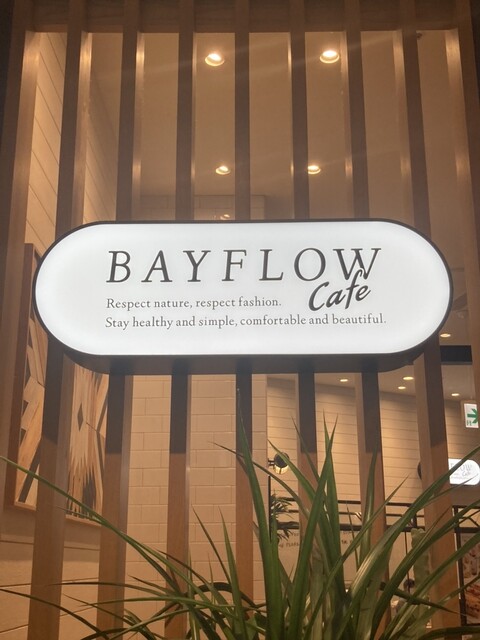 BAYFLOW
Cafe
Respect nature, respect fashion.
Stay healthy and simple, comfortable and beautiful.